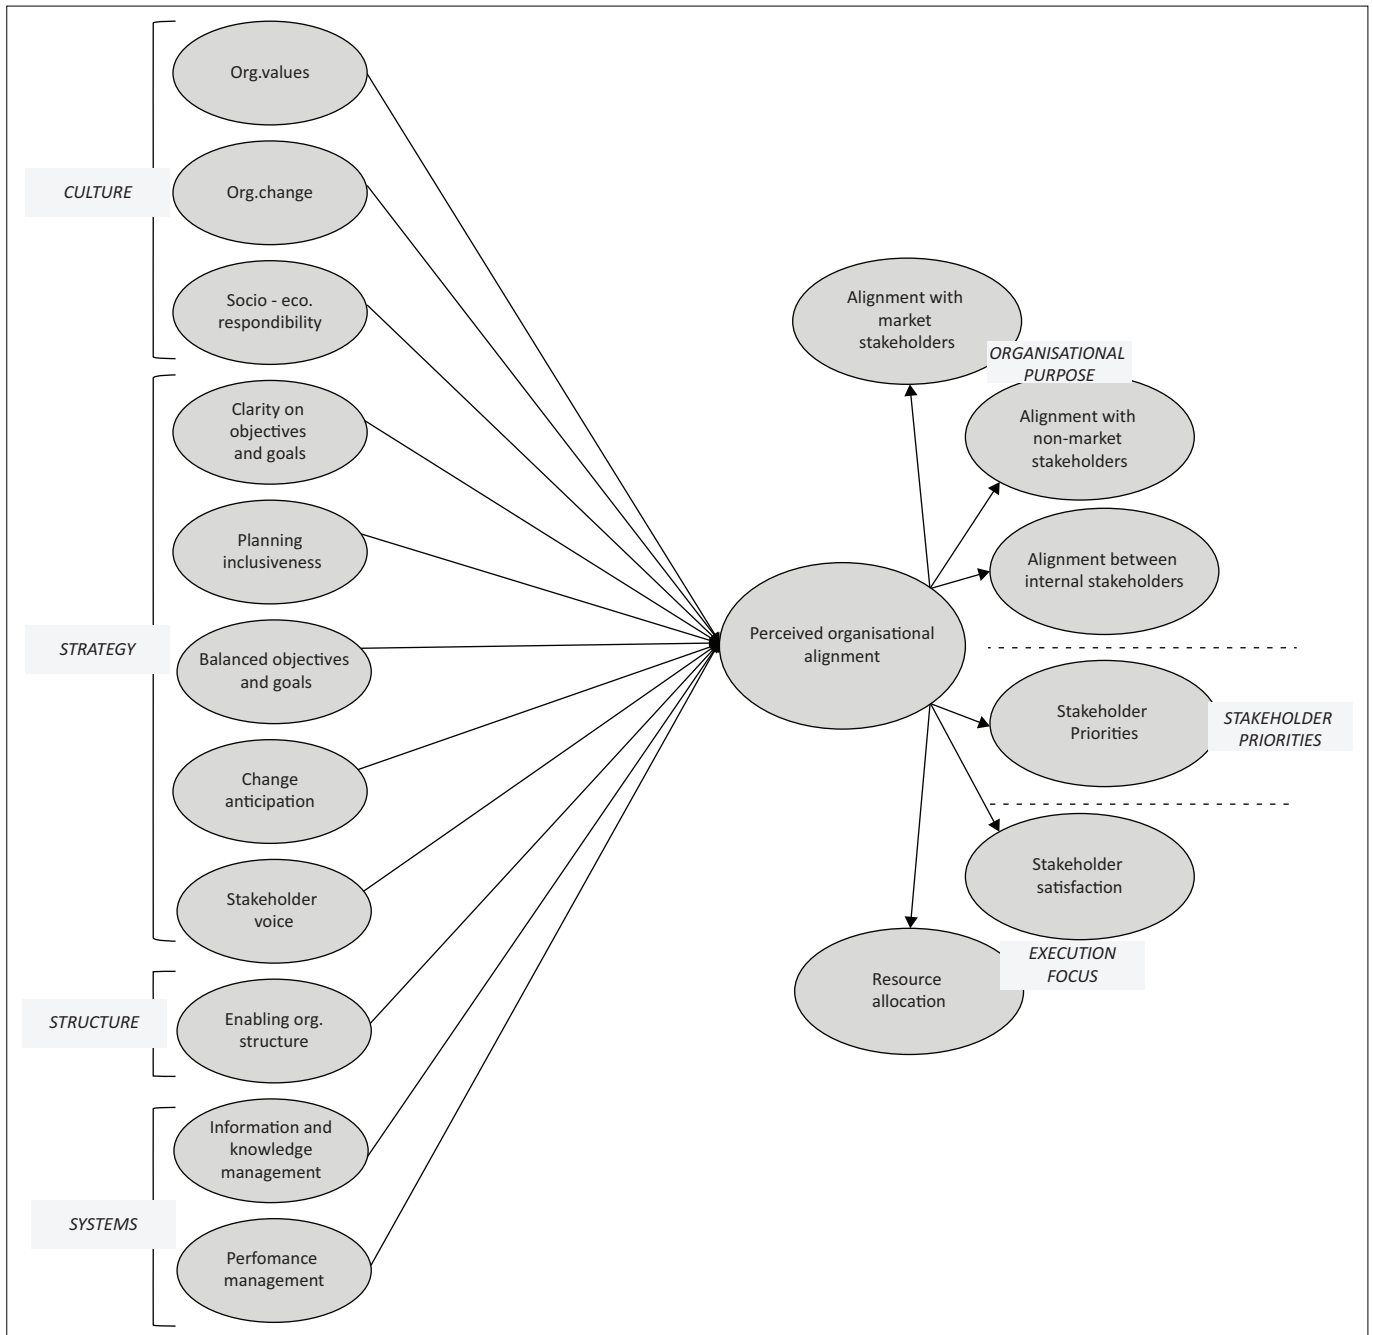 CULTURE
Org.values
Org.change
Socio - eco.
respondibility
STRATEGY
Clarity on
objectives
and goals
Planning
inclusiveness
Balanced objectives
and goals
Change
anticipation
Stakeholder
voice
STRUCTURE
Enabling org.
structure
SYSTEMS
Information and
knowledge
management
Perfomance
management
Perceived organisational
alignment
Alignment with
market
stakeholders
ORGANISATIONAL
PURPOSE
Alignment with
non-market
stakeholders
Alignment between
internal stakeholders
Stakeholder
Priorities
STAKEHOLDER
PRIORITIES
Stakeholder
satisfaction
EXECUTION
FOCUS
Resource
allocation